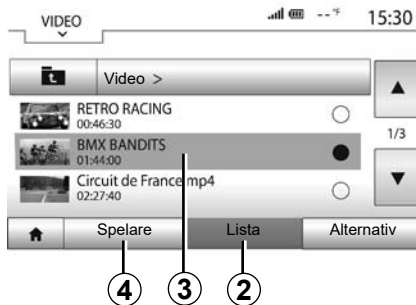 VIDEO
--°F
15:30
Video >
RETRO RACING
00:46:30
BMX BANDITS
01:44:00
Circuit de France.mp4
02:27:40
1/3
Spelare
Lista
Alternativ
4
3
2